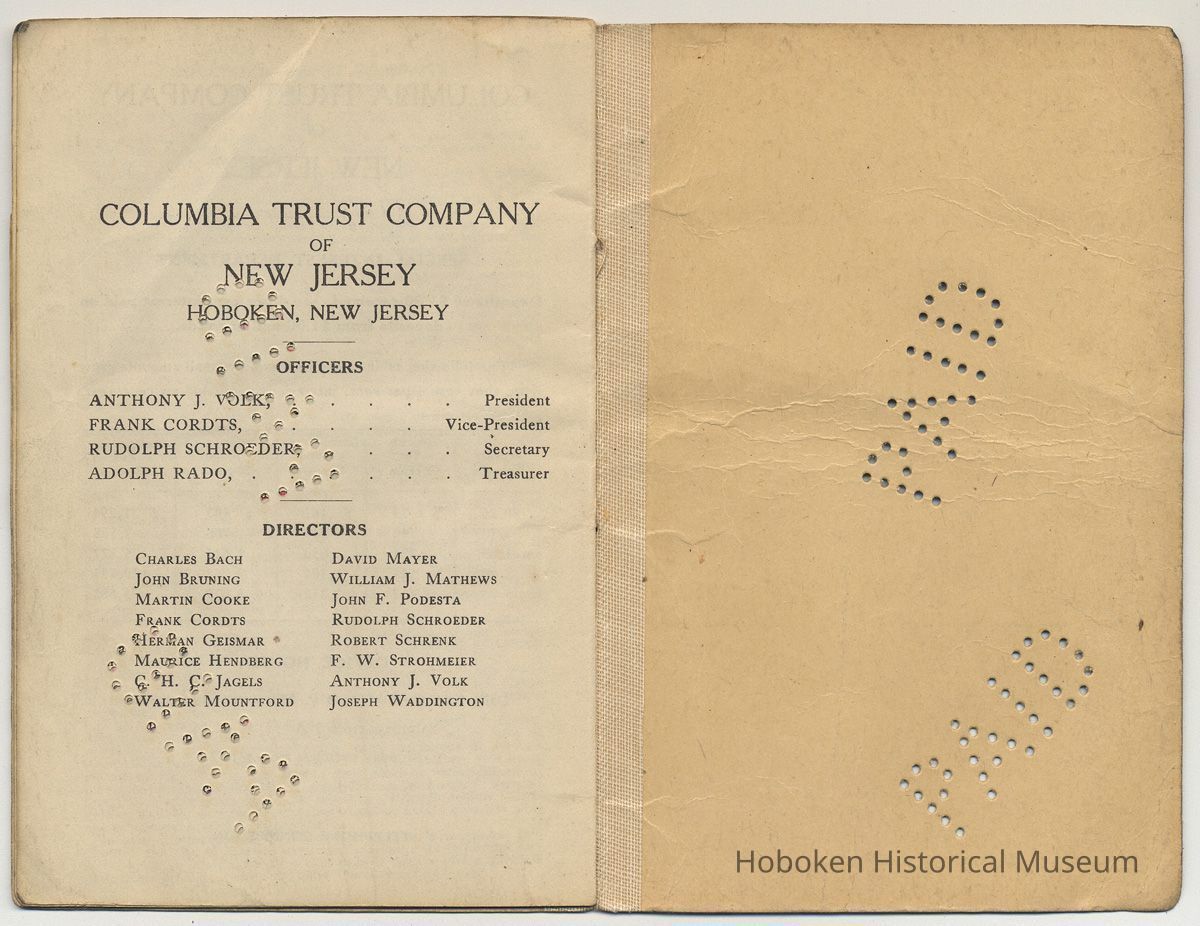 COLUMBIA TRUST COMPANY
OF
NEW JERSEY
HOBOKEN, NEW JERSEY
OFFICERS
ANTHONY J. VOLK, . . . . . President
FRANK CORDTS, . . . . . Vice-President
RUDOLPH SCHROEDER, . . . Secretary
ADOLPH RADO, . . . . . . Treasurer
DIRECTORS
CHARLES BACH
JOHN BRUNING
MARTIN COOKE
FRANK CORDTS
HERMAN GEISMAR
MAURICE HENDBERG
C. H. C. JAGELS
WALTER MOUNTFORD
DAVID MAYER
WILLIAM J. MATHEWS
JOHN F. PODESTA
RUDOLPH SCHROEDER
ROBERT SCHRENK
F. W. STROHMEIER
ANTHONY J. VOLK
JOSEPH WADDINGTON
PAID
PAID
Hoboken Historical Museum